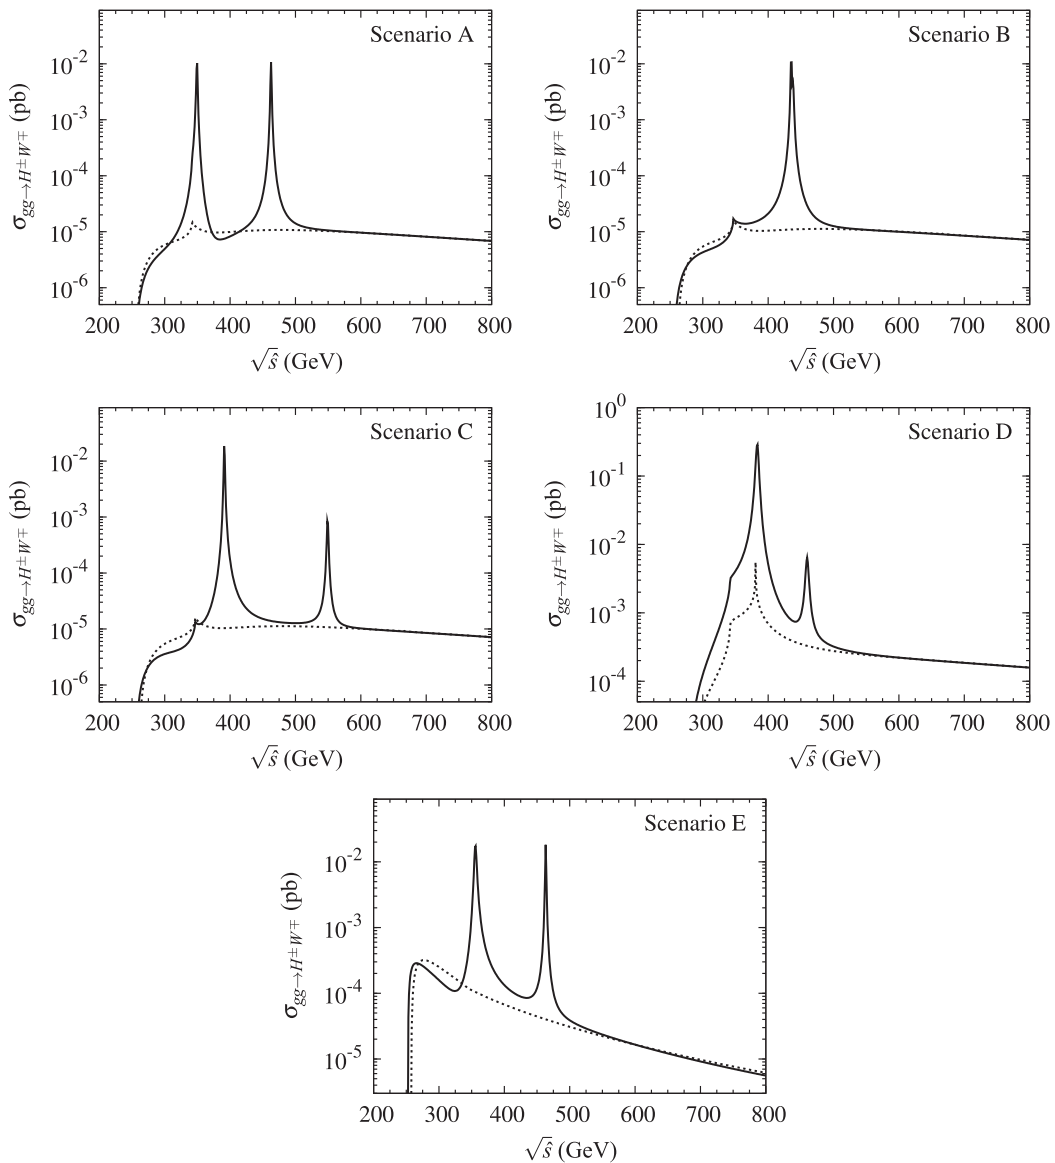 Scenario A
10^-2
10^-3
10^-4
10^-5
10^-6
σgg→H±W∓ (pb)
200 300 400 500 600 700 800
√ŝ (GeV)
Scenario B
10^-2
10^-3
10^-4
10^-5
10^-6
σgg→H±W∓ (pb)
200 300 400 500 600 700 800
√ŝ (GeV)
Scenario C
10^-2
10^-3
10^-4
10^-5
10^-6
σgg→H±W∓ (pb)
200 300 400 500 600 700 800
√ŝ (GeV)
Scenario D
10^0
10^-1
10^-2
10^-3
10^-4
σgg→H±W∓ (pb)
200 300 400 500 600 700 800
√ŝ (GeV)
Scenario E
10^-2
10^-3
10^-4
10^-5
σgg→H±W∓ (pb)
200 300 400 500 600 700 800
√ŝ (GeV)